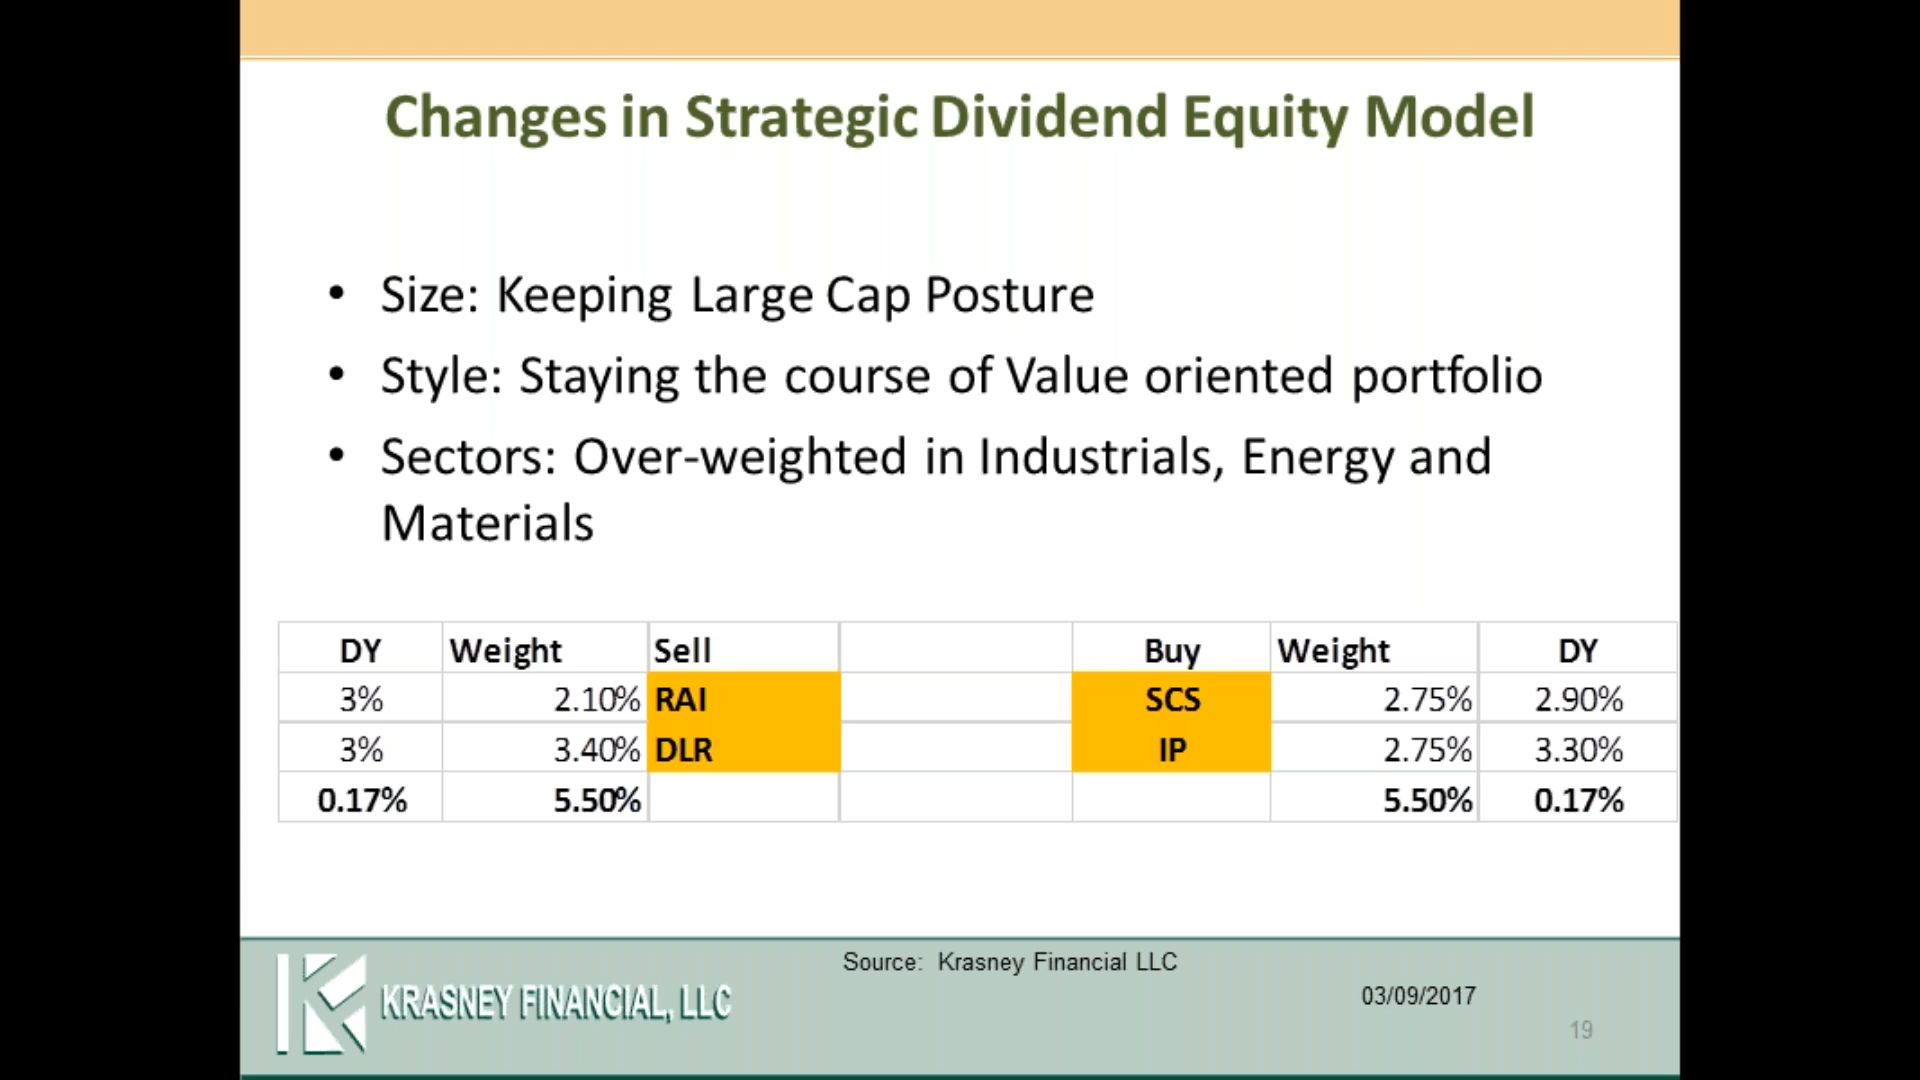 Changes in Strategic Dividend Equity Model
• Size: Keeping Large Cap Posture
• Style: Staying the course of Value oriented portfolio
• Sectors: Over-weighted in Industrials, Energy and
Materials
DY Weight Sell Buy Weight DY
3% 2.10% RAI SCS 2.75% 2.90%
3% 3.40% DLR IP 2.75% 3.30%
0.17% 5.50% 5.50% 0.17%
Source: Krasney Financial LLC
KRASNEY FINANCIAL, LLC
03/09/2017
19